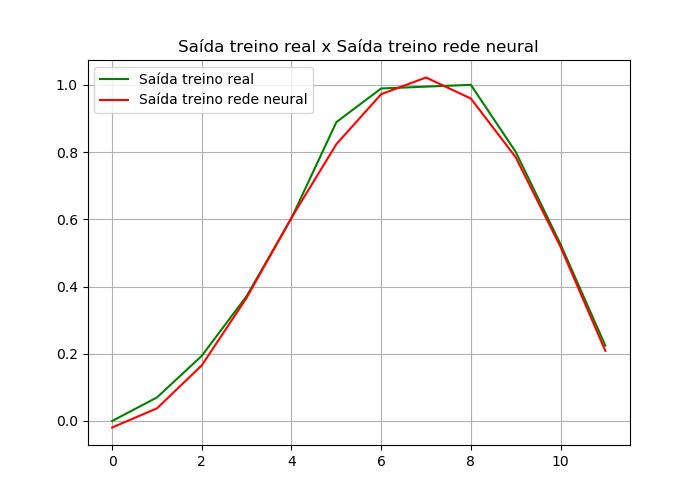 Saída treino real x Saída treino rede neural
Saída treino real
Saída treino rede neural
1.0
0.8
0.6
0.4
0.2
0.0
0 2 4 6 8 10